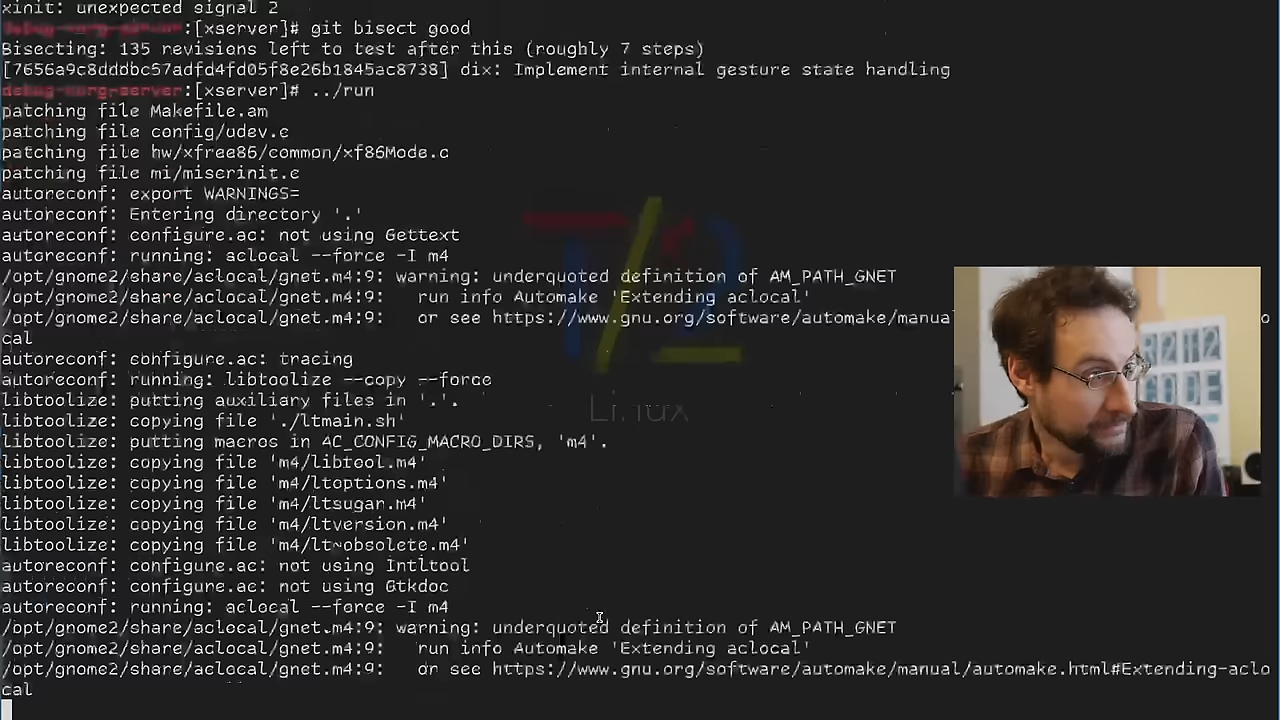 xinit: unexpected signal 2
debug-xorg-server:[xserver]# git bisect good
Bisecting: 135 revisions left to test after this (roughly 7 steps)
] dix: Implement internal gesture state handling
debug-xorg-server:[xserver]# ../run
patching file Makefile.am
patching file config/udev.c
patching file hw/xfree86/common/xf86Mode.c
patching file mi/miscrinit.c
autoreconf: export WARNINGS=
autoreconf: Entering directory '.'
autoreconf: configure.ac: not using Gettext
autoreconf: running: aclocal --force -I m4
/opt/gnome2/share/aclocal/gnet.m4:9: warning: underquoted definition of AM_PATH_GNET
/opt/gnome2/share/aclocal/gnet.m4:9:   run info Automake 'Extending aclocal'
/opt/gnome2/share/aclocal/gnet.m4:9:   or see https://www.gnu.org/software/automake/manua
o
cal
autoreconf: configure.ac: tracing
autoreconf: running: libtoolize --copy --force
libtoolize: putting auxiliary files in '.'.
libtoolize: copying file './ltmain.sh'
libtoolize: putting macros in AC_CONFIG_MACRO_DIRS, 'm4'.
libtoolize: copying file 'm4/libtool.m4'
libtoolize: copying file 'm4/ltoptions.m4'
libtoolize: copying file 'm4/ltsugar.m4'
libtoolize: copying file 'm4/ltversion.m4'
libtoolize: copying file 'm4/lt~obsolete.m4'
autoreconf: configure.ac: not using Intltool
autoreconf: configure.ac: not using Gtkdoc
autoreconf: running: aclocal --force -I m4
/opt/gnome2/share/aclocal/gnet.m4:9: warning: underquoted definition of AM_PATH_GNET
/opt/gnome2/share/aclocal/gnet.m4:9:   run info Automake 'Extending aclocal'
/opt/gnome2/share/aclocal/gnet.m4:9:   or see https://www.gnu.org/software/automake/manual/automake.html#Extending-aclo
cal
T/2
Linux